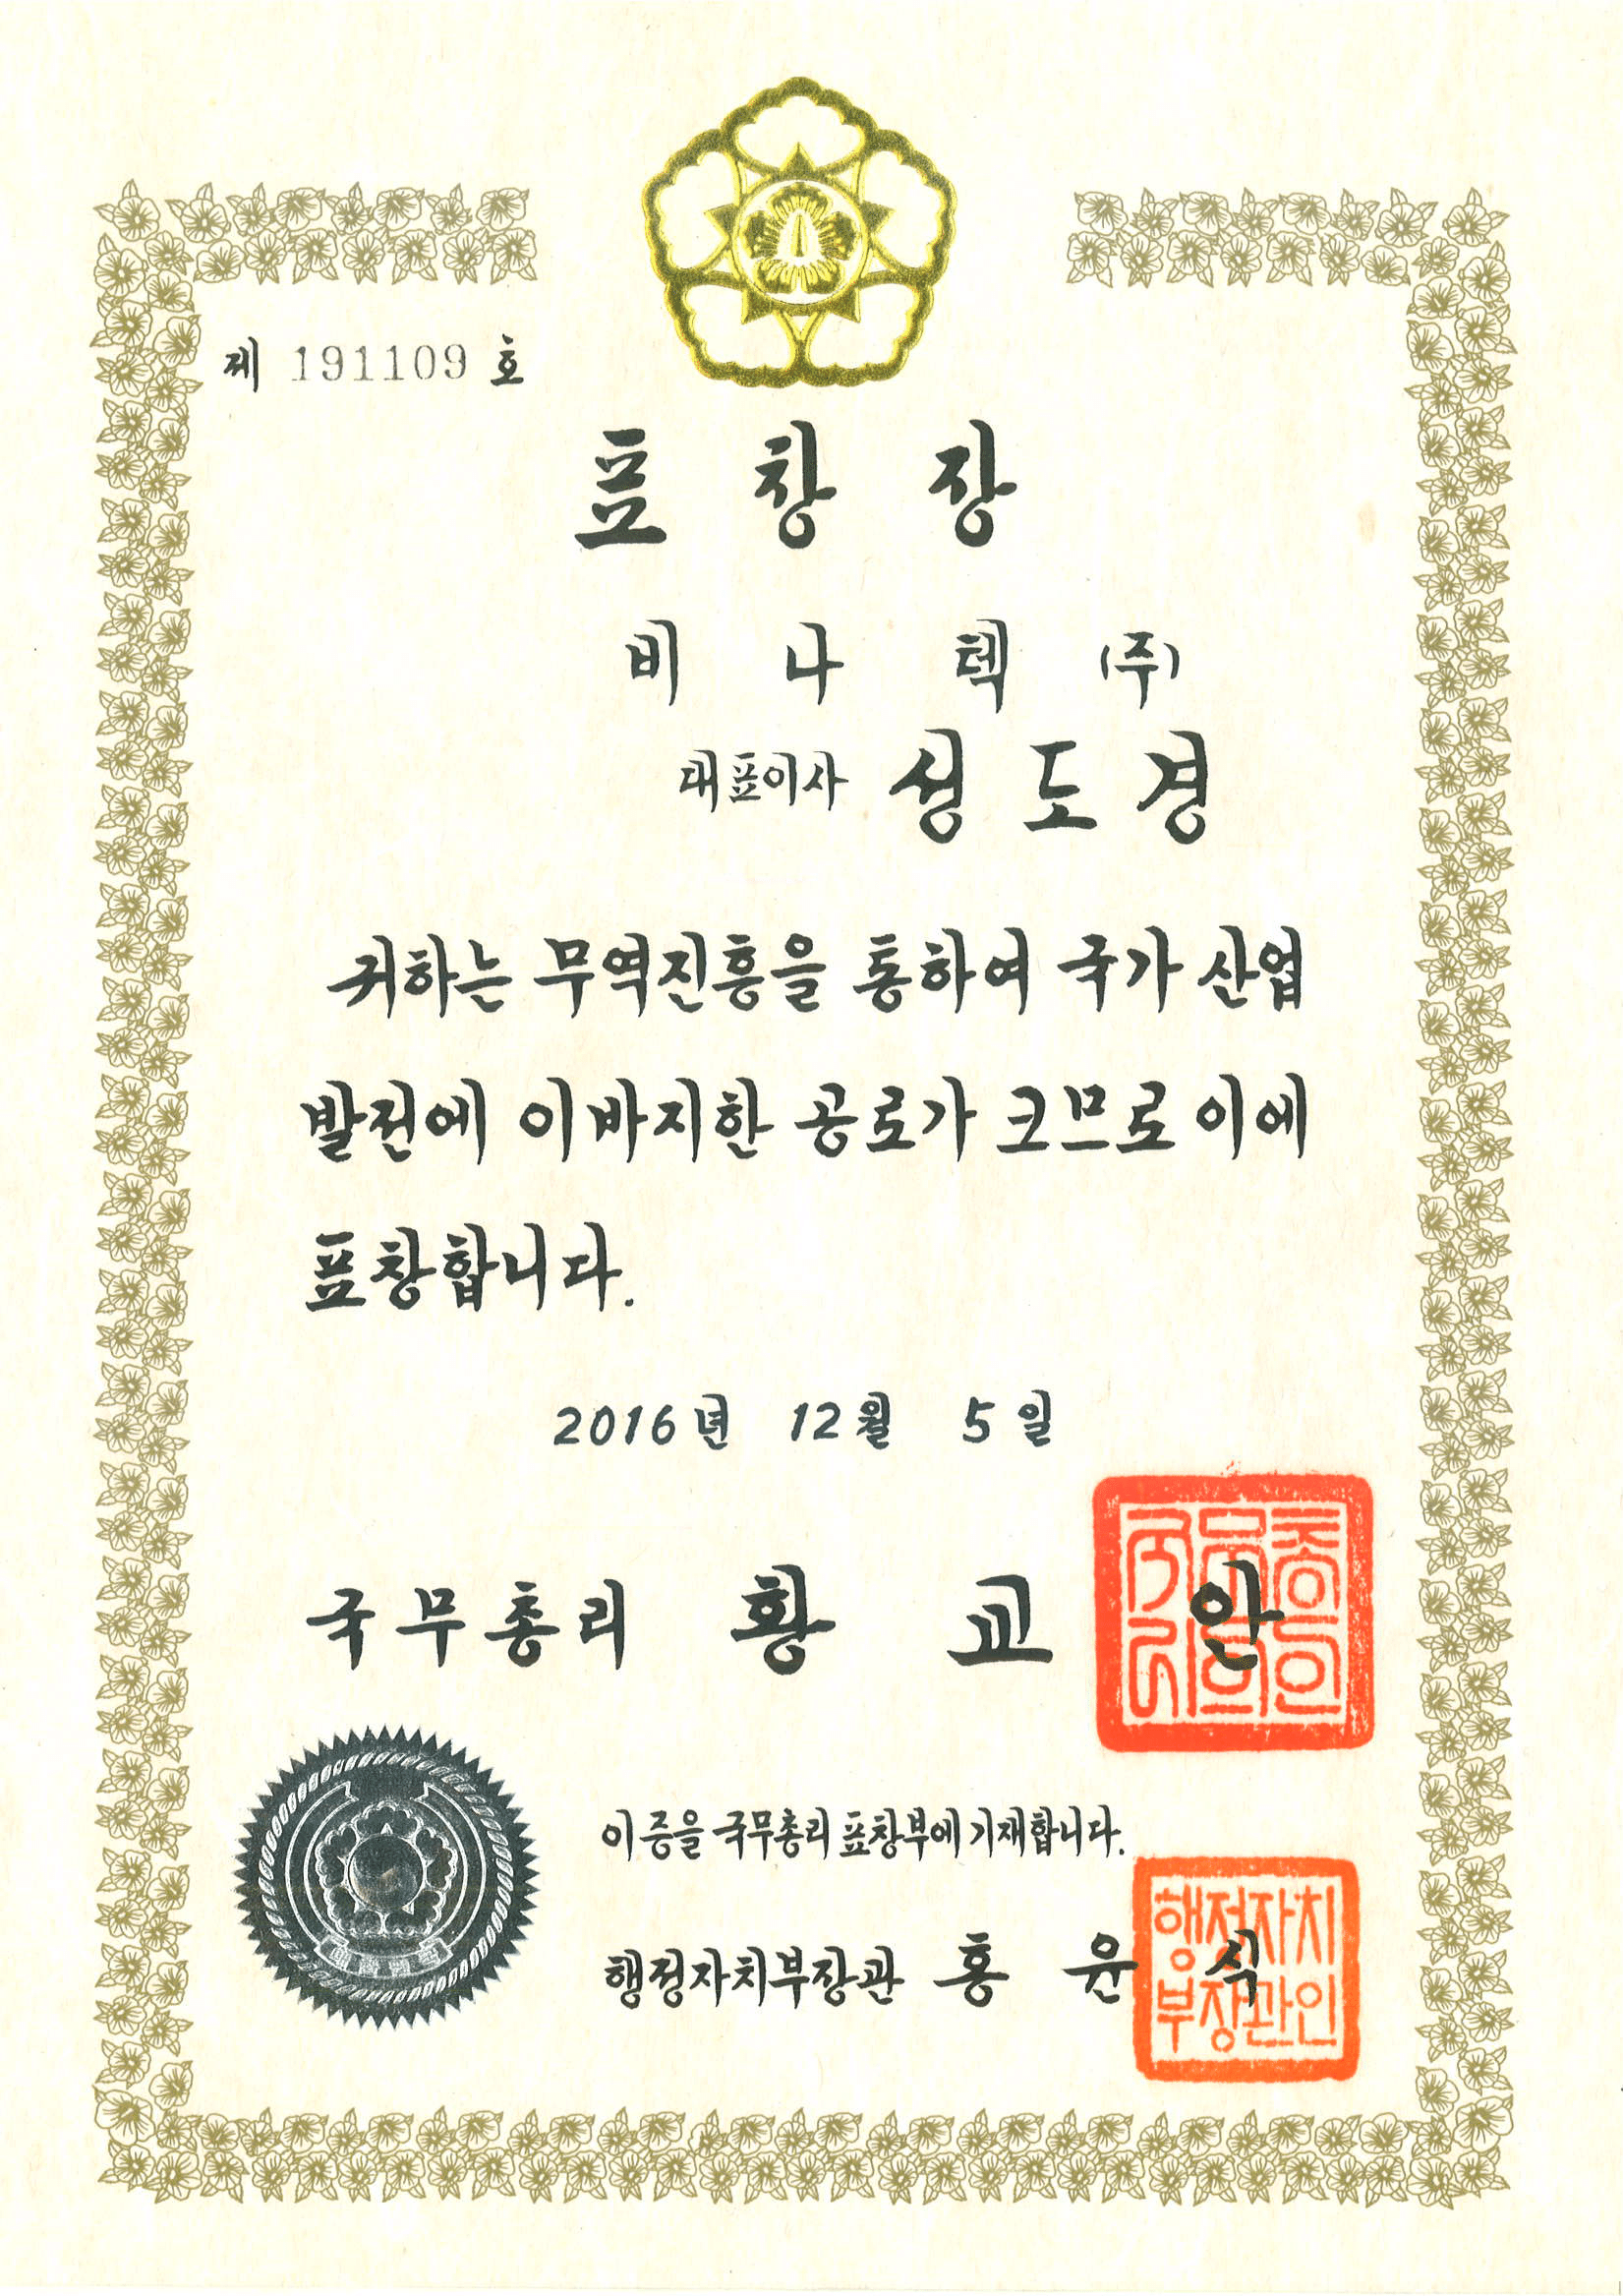 제 191109 호
표 창 장
비 나 텍 (주)
대표이사 성 도 경
귀하는 무역진흥을 통하여 국가 산업
발전에 이바지한 공로가 크므로 이에
표창합니다.
2016년 12월 5일
국무총리 황 교 안
이 증을 국무총리 표창부에 기재합니다.
행정자치부장관 홍 윤 식
행정자치
부장관인